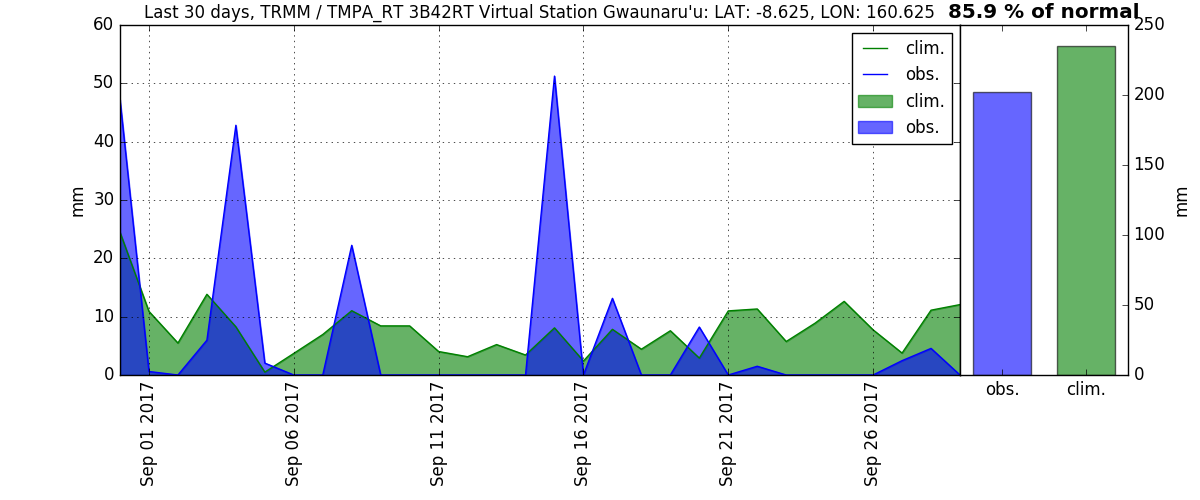 Last 30 days, TRMM / TMPA_RT 3B42RT Virtual Station Gwaunaru'u: LAT: -8.625, LON: 160.625 85.9 % of normal
60
50
40
30
20
10
0
mm
clim.
obs.
clim.
obs.
Sep 01 2017
Sep 06 2017
Sep 11 2017
Sep 16 2017
Sep 21 2017
Sep 26 2017
250
200
150
100
50
0
mm
obs.
clim.